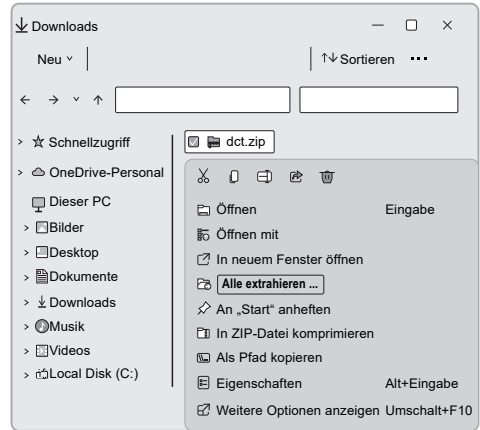 Downloads
Neu
Sortieren
Schnellzugriff
dct.zip
OneDrive-Personal
Dieser PC
Bilder
Desktop
Dokumente
Downloads
Musik
Videos
Local Disk (C:)
Öffnen Eingabe
Öffnen mit
In neuem Fenster öffnen
Alle extrahieren ...
An „Start" anheften
In ZIP-Datei komprimieren
Als Pfad kopieren
Eigenschaften Alt+Eingabe
Weitere Optionen anzeigen Umschalt+F10